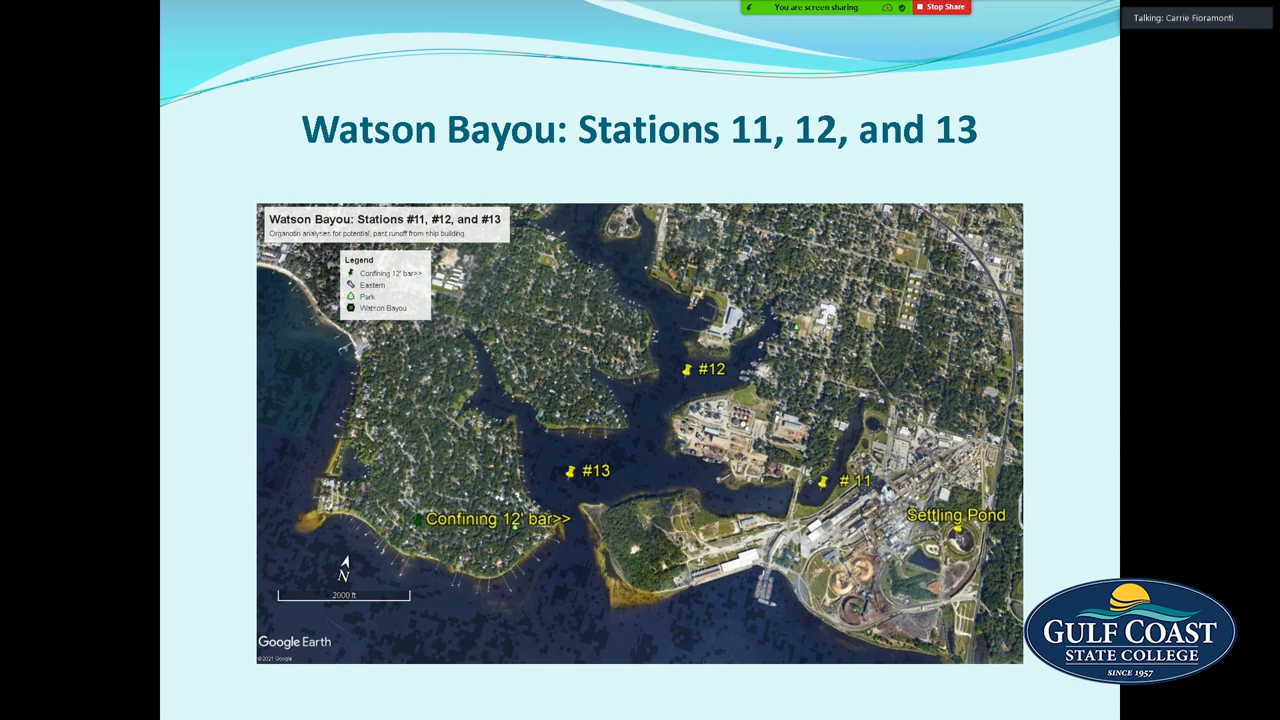 You are screen sharing
Stop Share
Talking: Carrie Fioramonti
Watson Bayou: Stations 11, 12, and 13
Watson Bayou: Stations #11, #12, and #13
Organotin analyses for potential, past runoff from ship building.
Legend
Confining 12' bar>>
Eastern
Park
Watson Bayou
#12
#13
# 11
Confining 12' bar>>
Settling Pond
N
2000 ft
Google Earth
©2021 Google
GULF COAST
STATE COLLEGE
SINCE 1957